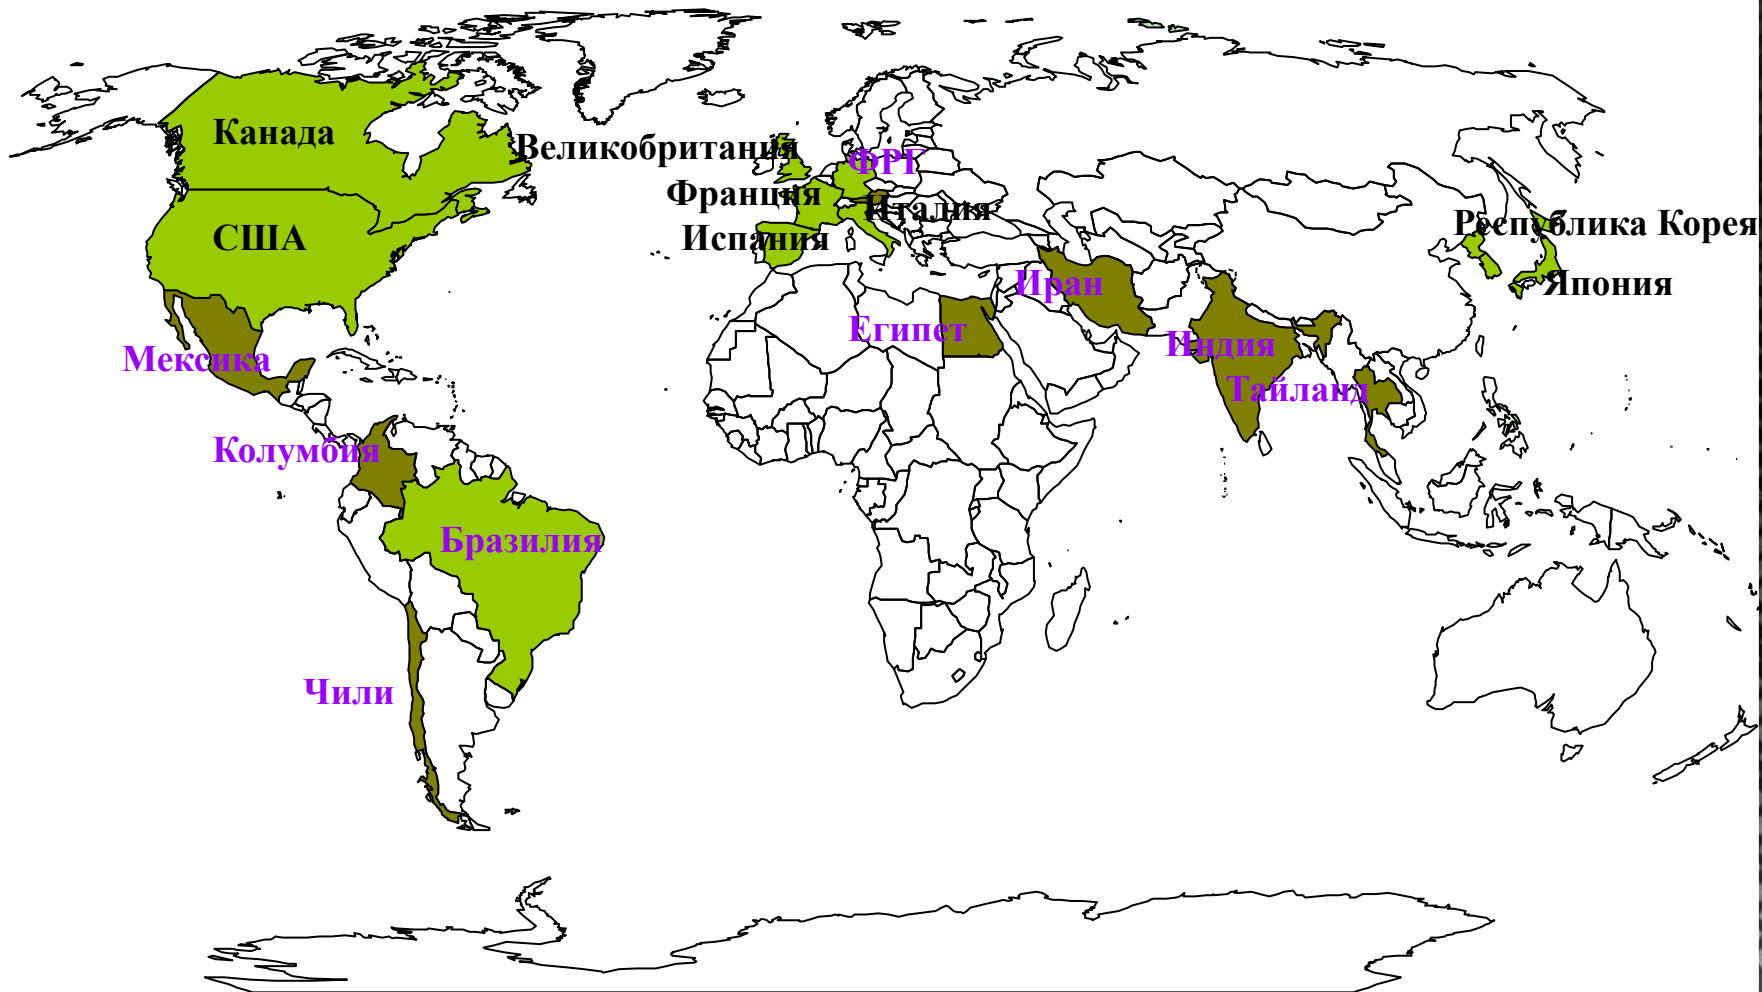 Канада
Великобритания
ФРГ
Франция
Италия
США
Испания
Республика Корея
Иран
Япония
Египет
Мексика
Индия
Тайланд
Колумбия
Бразилия
Чили